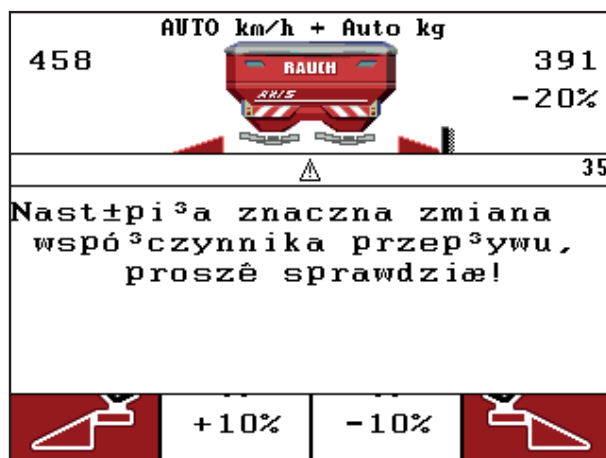 AUTO km/h + Auto kg
458
391
RAUCH
AXIS
-20%
35
Nast±pi³a znaczna zmiana
wspó³czynnika przep³ywu,
proszê sprawdziæ!
+10%
-10%